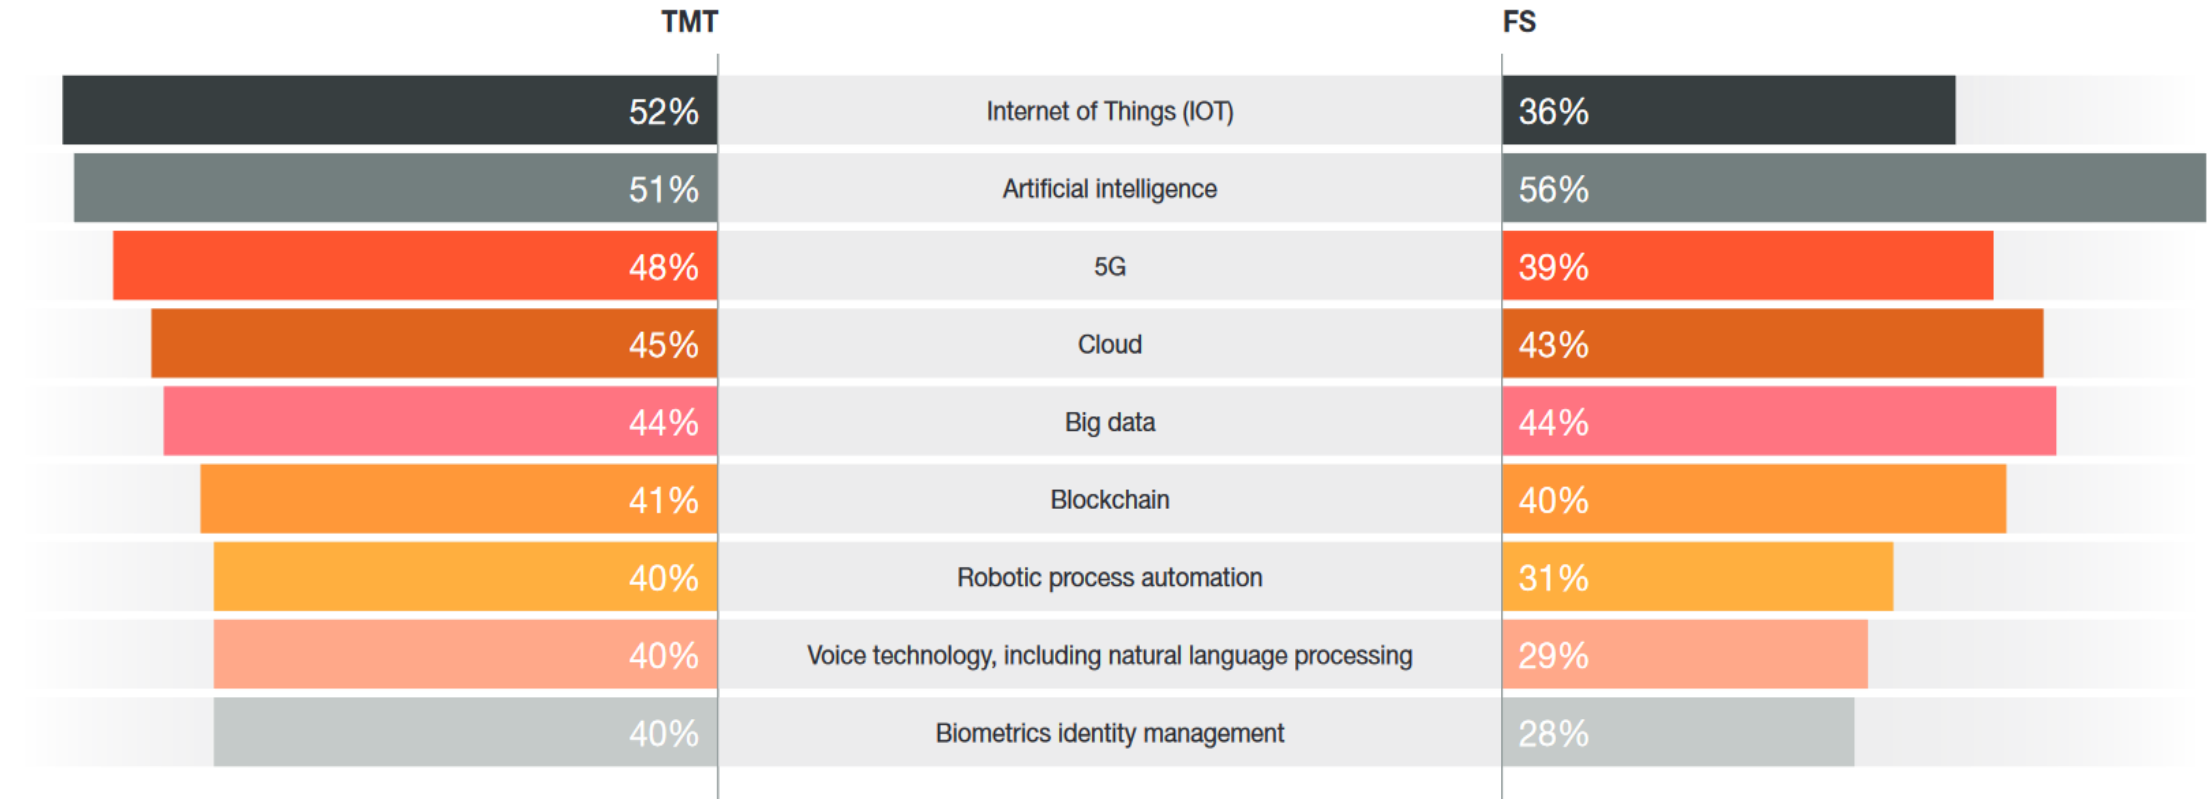 TMT FS
52% Internet of Things (IOT) 36%
51% Artificial intelligence 56%
48% 5G 39%
45% Cloud 43%
44% Big data 44%
41% Blockchain 40%
40% Robotic process automation 31%
40% Voice technology, including natural language processing 29%
40% Biometrics identity management 28%